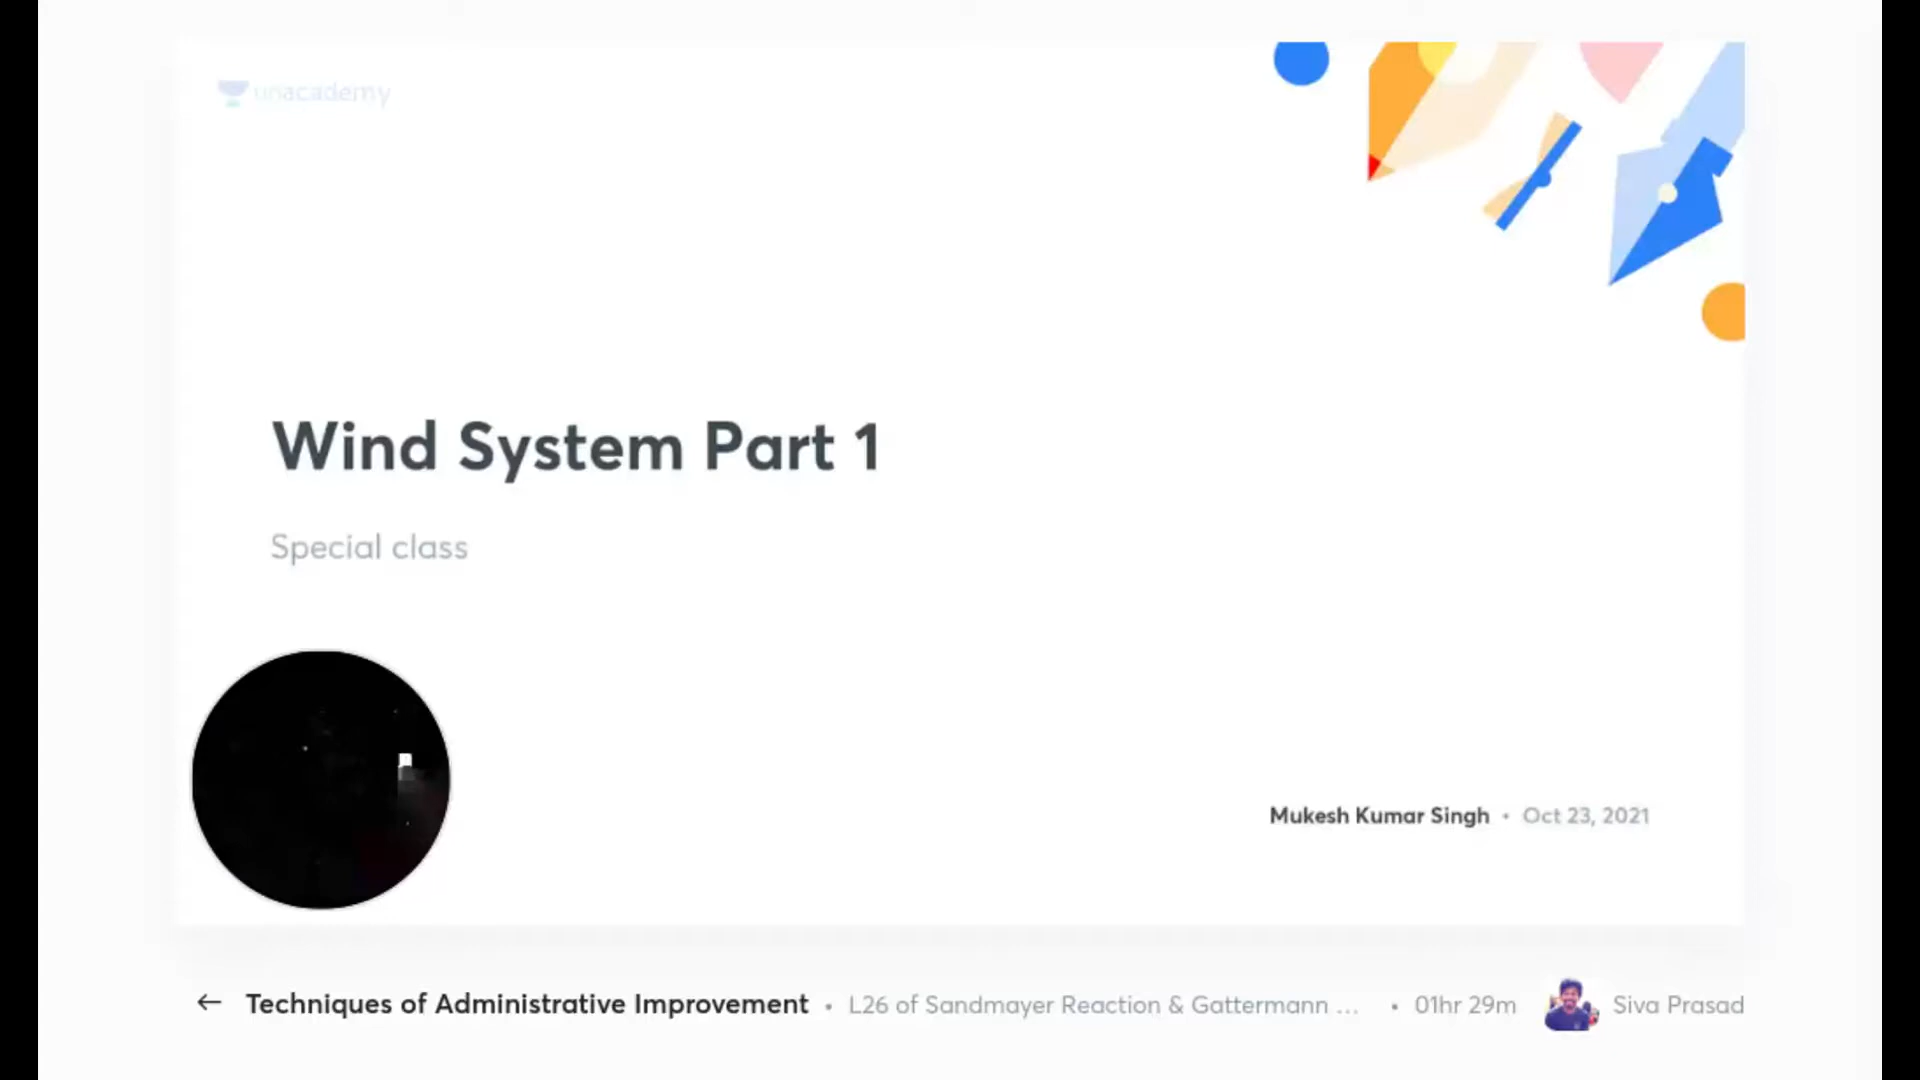 unacademy
Wind System Part 1
Special class
Mukesh Kumar Singh • Oct 23, 2021
← Techniques of Administrative Improvement • L26 of Sandmayer Reaction & Gattermann ... • 01hr 29m Siva Prasad